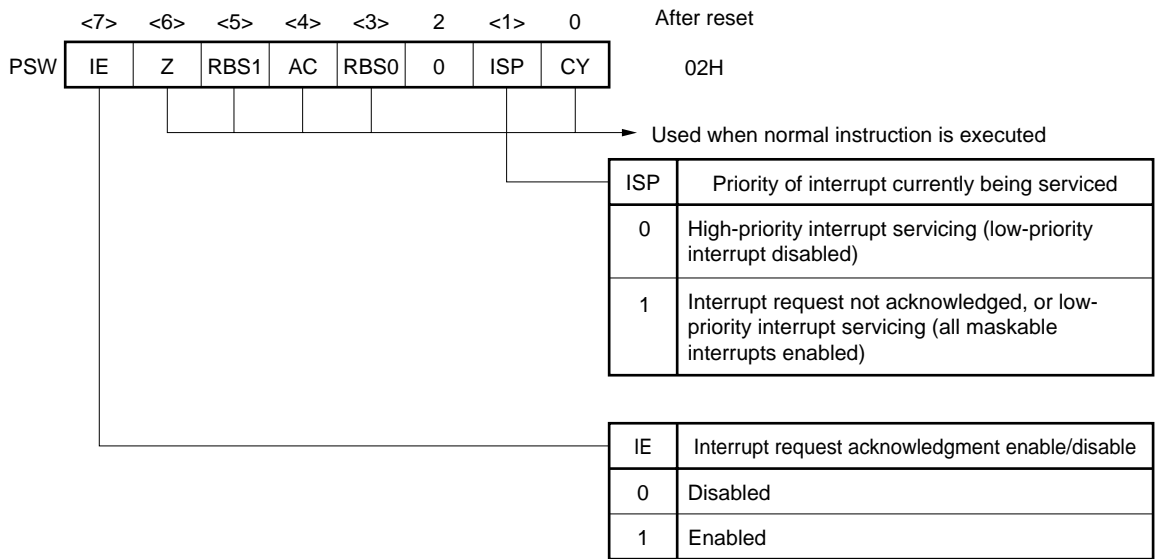 <7> <6> <5> <4> <3> 2 <1> 0 After reset
PSW IE Z RBS1 AC RBS0 0 ISP CY 02H
Used when normal instruction is executed
ISP Priority of interrupt currently being serviced
0 High-priority interrupt servicing (low-priority
interrupt disabled)
1 Interrupt request not acknowledged, or low-
priority interrupt servicing (all maskable
interrupts enabled)
IE Interrupt request acknowledgment enable/disable
0 Disabled
1 Enabled